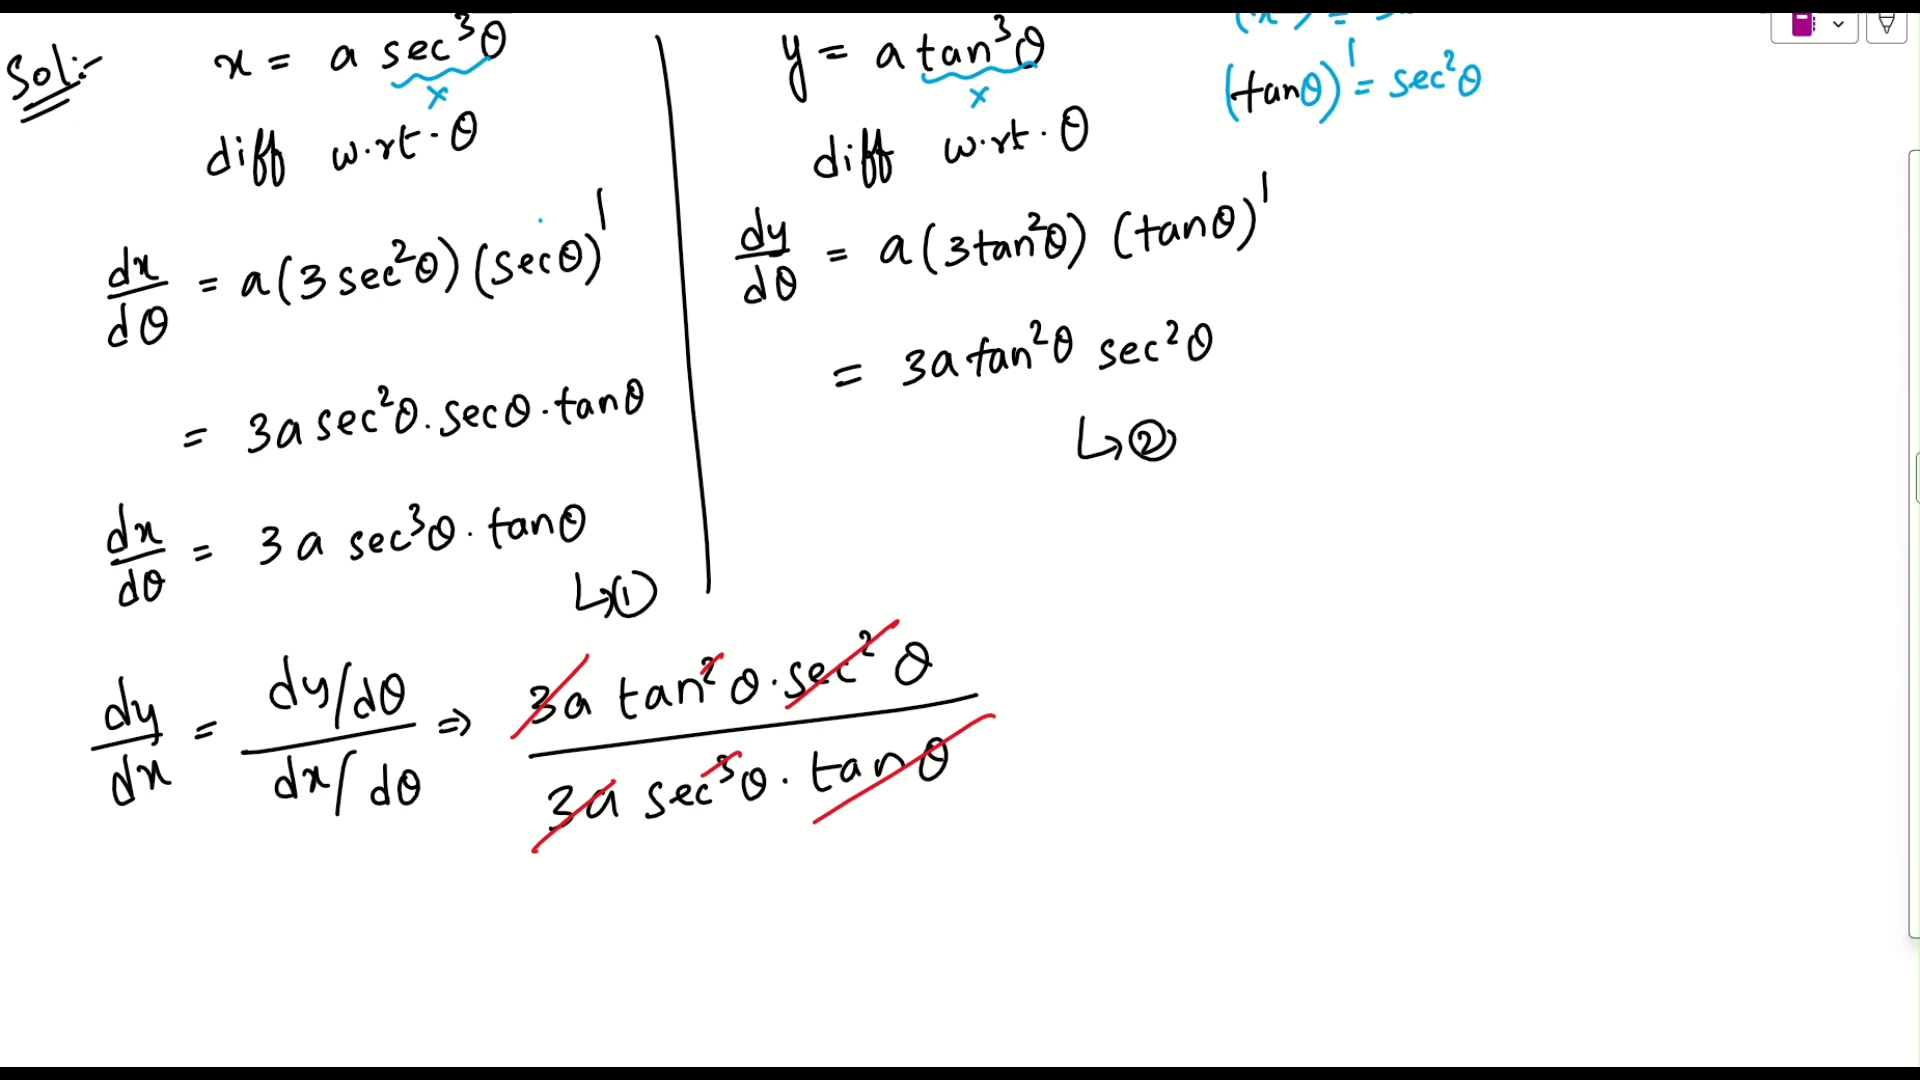 Sol:-
x = a sec³θ
x
diff w.r.t. θ
dx/dθ = a(3 sec²θ)(secθ)'
= 3a sec²θ. secθ. tanθ
dx/dθ = 3a sec³θ. tanθ
↳①
y = a tan³θ
x
diff w.r.t. θ
dy/dθ = a(3tan²θ) (tanθ)'
= 3a tan²θ sec²θ
↳②
(tanθ)' = sec²θ
dy/dx = (dy/dθ)/(dx/dθ) ⇒ (3a tan²θ. sec²θ)/(3a sec³θ. tanθ)